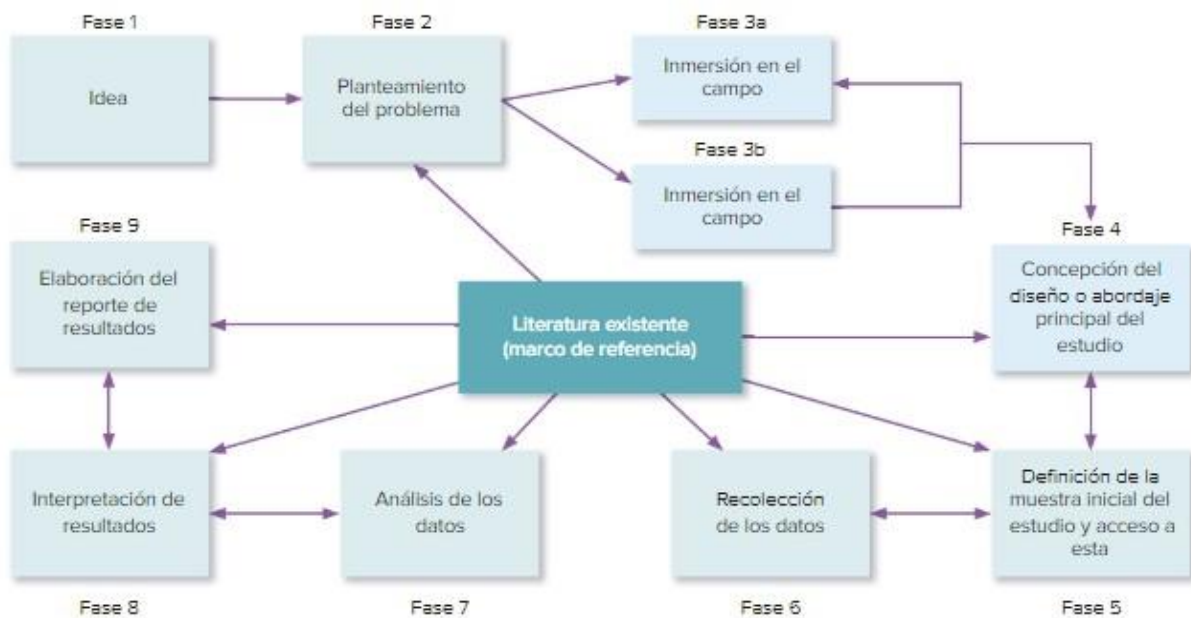 Fase 1
Idea
Fase 2
Planteamiento
del problema
Fase 3a
Inmersión en el
campo
Fase 3b
Inmersión en el
campo
Fase 4
Concepción del
diseño o abordaje
principal del
estudio
Fase 9
Elaboración del
reporte de
resultados
Literatura existente
(marco de referencia)
Interpretación de
resultados
Fase 8
Análisis de los
datos
Fase 7
Recolección
de los datos
Fase 6
Definición de la
muestra inicial del
estudio y acceso a
esta
Fase 5